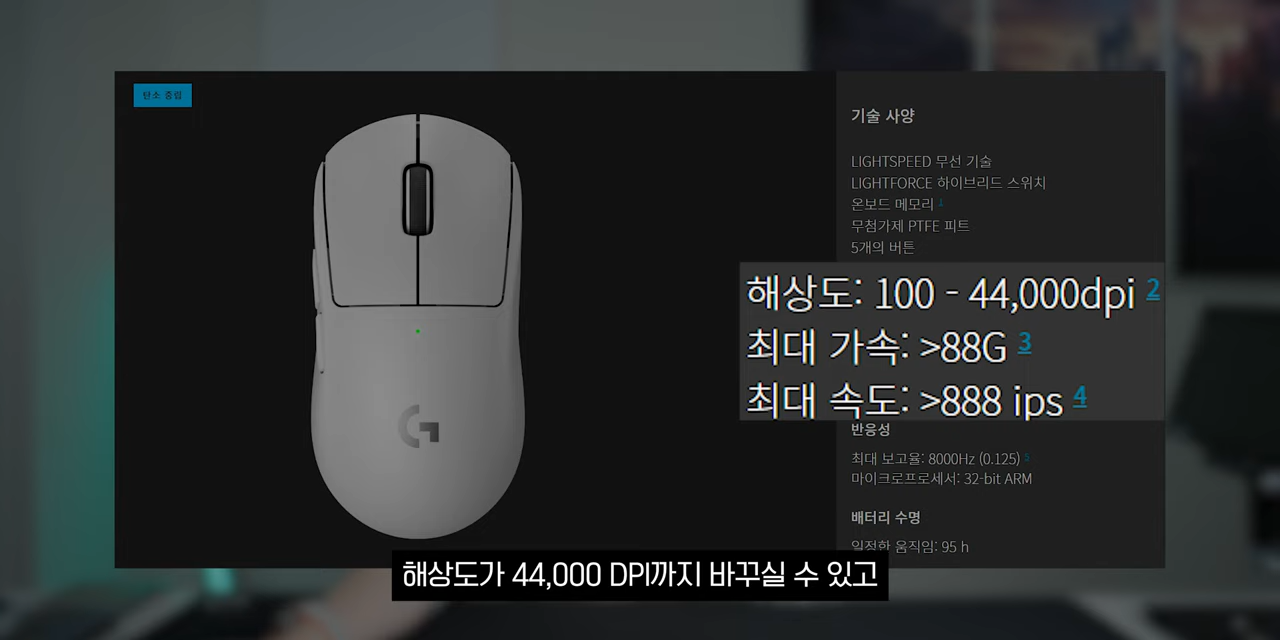 탄소 중립
기술 사양
LIGHTSPEED 무선 기술
LIGHTFORCE 하이브리드 스위치
온보드 메모리 1
무첨가제 PTFE 피트
5개의 버튼
해상도: 100 - 44,000dpi 2
최대 가속: >88G 3
최대 속도: >888 ips 4
반응성
최대 보고율: 8000Hz (0.125) 5
마이크로프로세서: 32-bit ARM
배터리 수명
일정한 움직임: 95 h
해상도가 44,000 DPI까지 바꾸실 수 있고